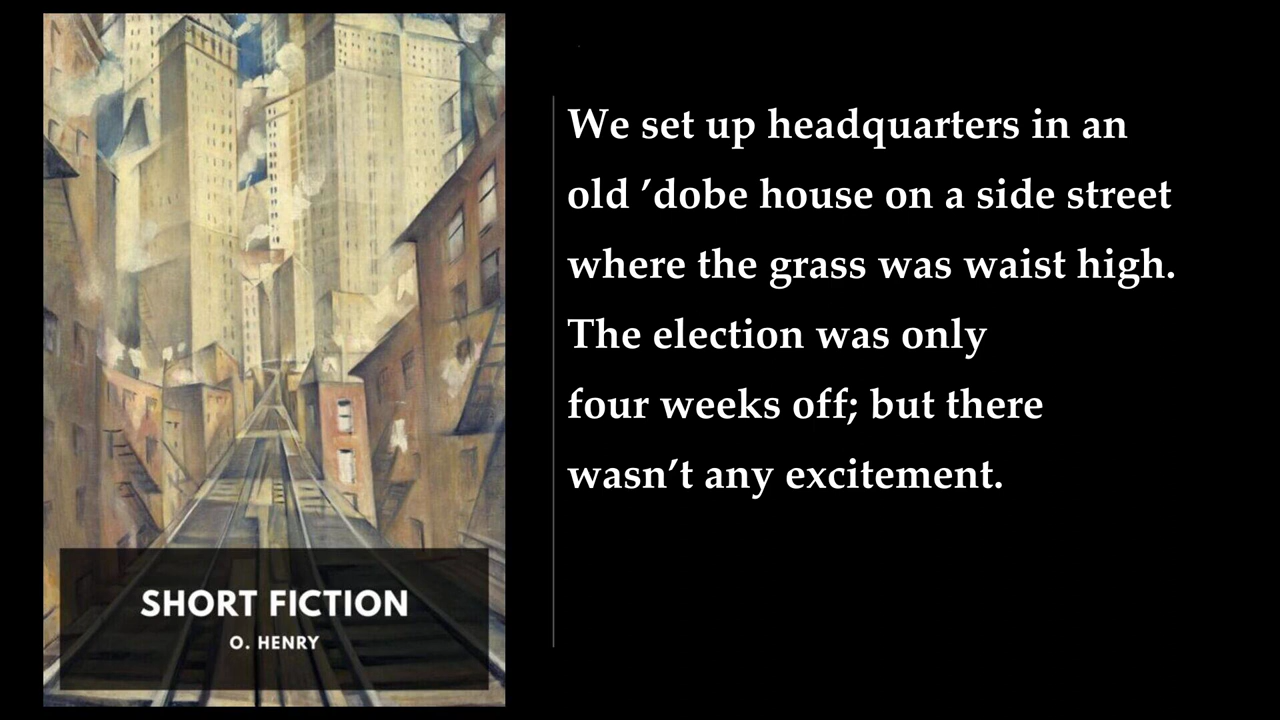 We set up headquarters in an
old ’dobe house on a side street
where the grass was waist high.
The election was only
four weeks off; but there
wasn’t any excitement.
SHORT FICTION
O. HENRY